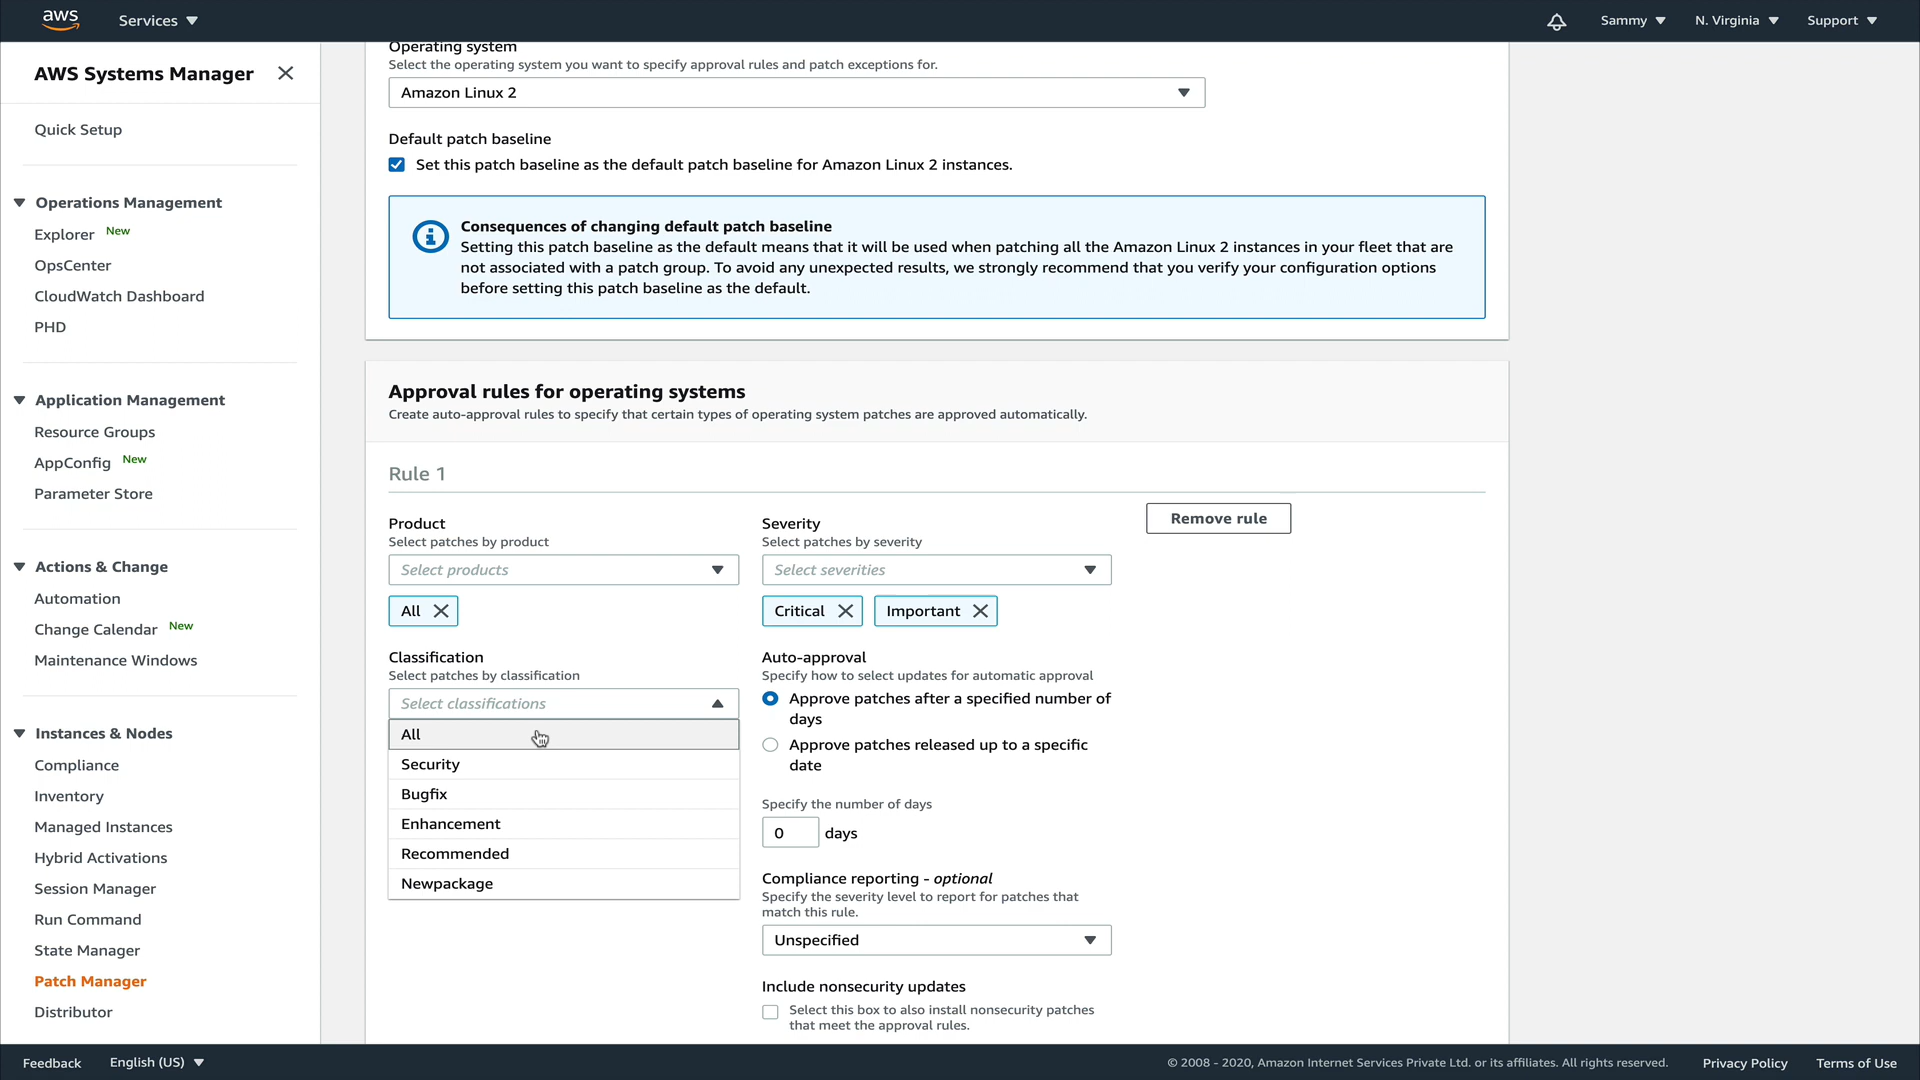 aws
Services
Sammy
N. Virginia
Support
AWS Systems Manager
Quick Setup
Operations Management
Explorer New
OpsCenter
CloudWatch Dashboard
PHD
Application Management
Resource Groups
AppConfig New
Parameter Store
Actions & Change
Automation
Change Calendar New
Maintenance Windows
Instances & Nodes
Compliance
Inventory
Managed Instances
Hybrid Activations
Session Manager
Run Command
State Manager
Patch Manager
Distributor
Operating system
Select the operating system you want to specify approval rules and patch exceptions for.
Amazon Linux 2
Default patch baseline
Set this patch baseline as the default patch baseline for Amazon Linux 2 instances.
Consequences of changing default patch baseline
Setting this patch baseline as the default means that it will be used when patching all the Amazon Linux 2 instances in your fleet that are
not associated with a patch group. To avoid any unexpected results, we strongly recommend that you verify your configuration options
before setting this patch baseline as the default.
Approval rules for operating systems
Create auto-approval rules to specify that certain types of operating system patches are approved automatically.
Rule 1
Remove rule
Product
Select patches by product
Select products
All
Severity
Select patches by severity
Select severities
Critical
Important
Classification
Select patches by classification
Select classifications
All
Security
Bugfix
Enhancement
Recommended
Newpackage
Auto-approval
Specify how to select updates for automatic approval
Approve patches after a specified number of
days
Approve patches released up to a specific
date
Specify the number of days
0 days
Compliance reporting - optional
Specify the severity level to report for patches that
match this rule.
Unspecified
Include nonsecurity updates
Select this box to also install nonsecurity patches
that meet the approval rules.
Feedback
English (US)
© 2008 - 2020, Amazon Internet Services Private Ltd. or its affiliates. All rights reserved.
Privacy Policy
Terms of Use